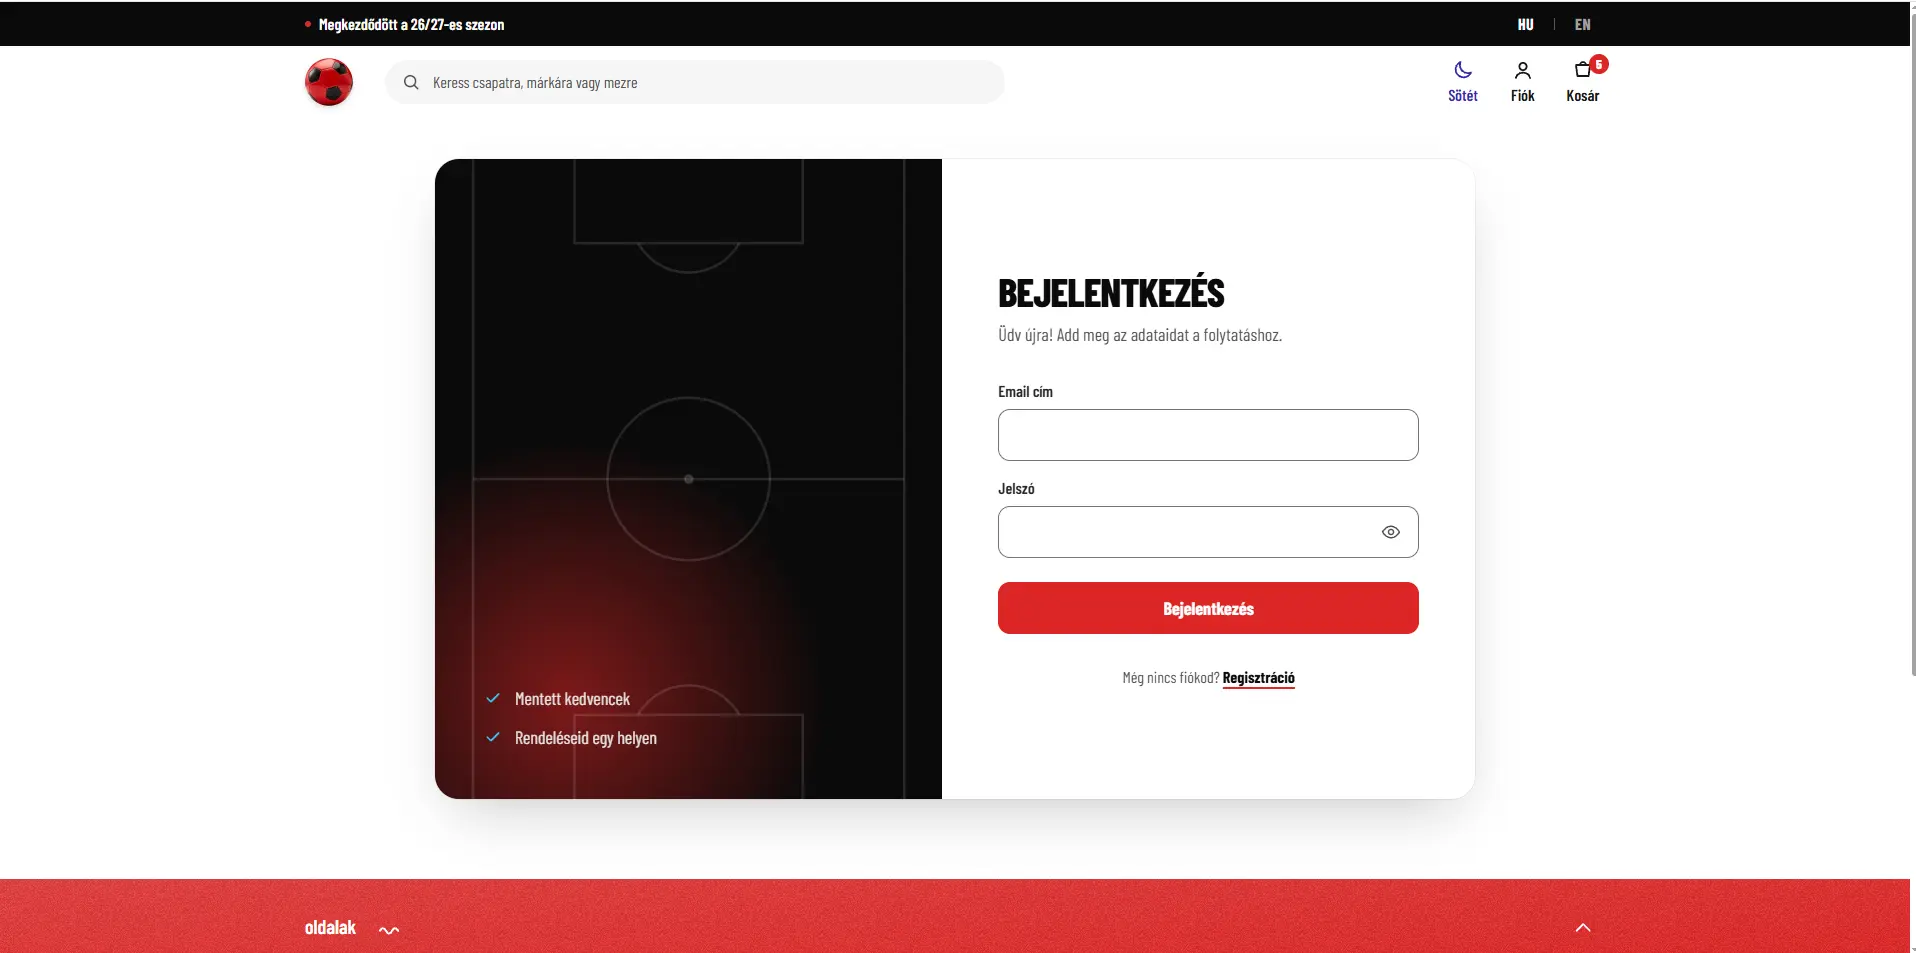 Megkezdődött a 26/27-es szezon
HU | EN
Keress csapatra, márkára vagy mezre
5
Sötét
Fiók
Kosár
BEJELENTKEZÉS
Üdv újra! Add meg az adataidat a folytatáshoz.
Email cím
Jelszó
Bejelentkezés
Még nincs fiókod? Regisztráció
Mentett kedvencek
Rendeléseid egy helyen
oldalak